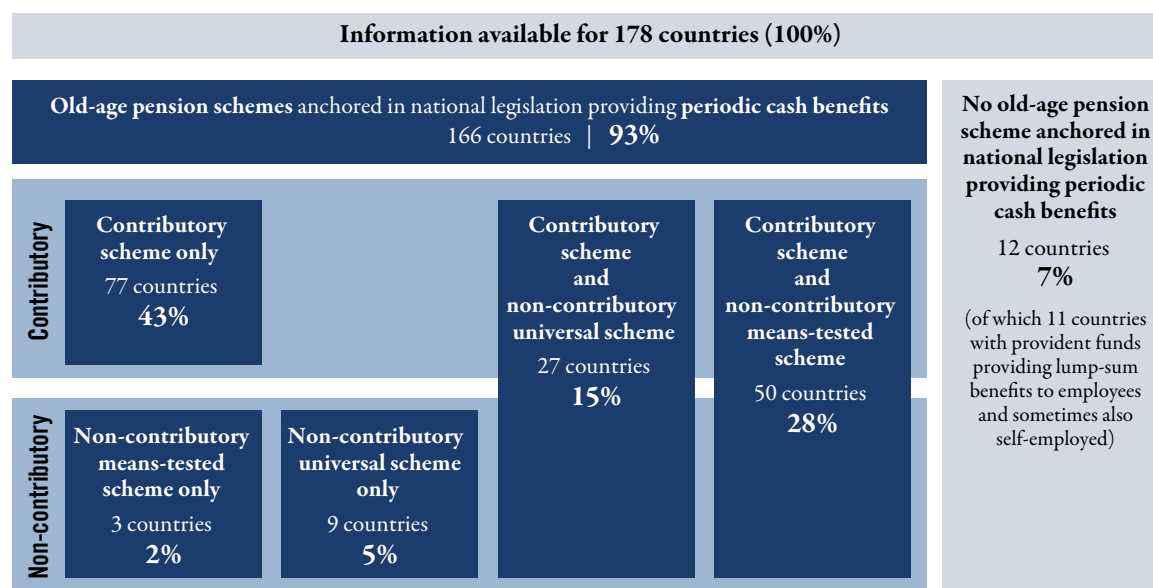 Information available for 178 countries (100%)
Old-age pension schemes anchored in national legislation providing periodic cash benefits
166 countries | 93%
No old-age pension
scheme anchored in
national legislation
providing periodic
cash benefits
12 countries
7%
(of which 11 countries
with provident funds
providing lump-sum
benefits to employees
and sometimes also
self-employed)
Contributory
Contributory
scheme only
77 countries
43%
Contributory
scheme
and
non-contributory
universal scheme
27 countries
15%
Contributory
scheme
and
non-contributory
means-tested
scheme
50 countries
28%
Non-contributory
Non-contributory
means-tested
scheme only
3 countries
2%
Non-contributory
universal scheme
only
9 countries
5%